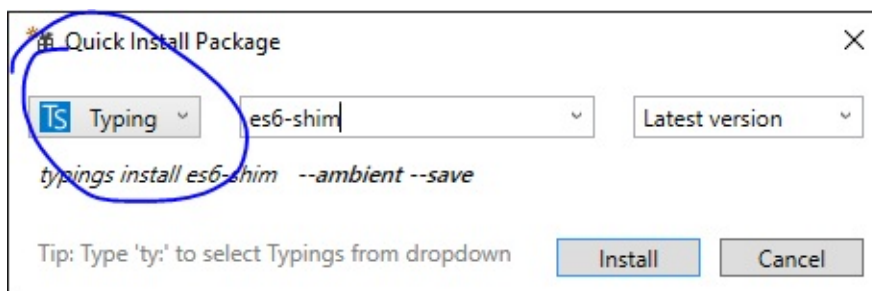 Quick Install Package
TS Typing es6-shim Latest version
typings install es6-shim --ambient --save
Tip: Type 'ty:' to select Typings from dropdown Install Cancel